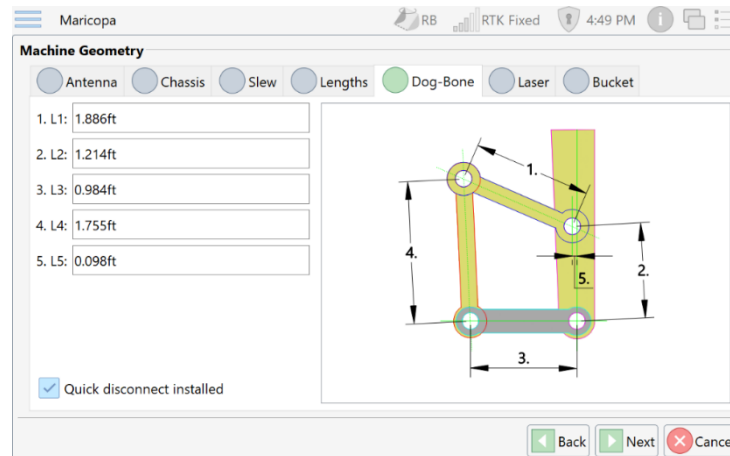 Maricopa RB RTK Fixed 4:49 PM
Machine Geometry
Antenna Chassis Slew Lengths Dog-Bone Laser Bucket
1. L1: 1.886ft
2. L2: 1.214ft
3. L3: 0.984ft
4. L4: 1.755ft
5. L5: 0.098ft
1.
4.
2.
5.
3.
Quick disconnect installed
Back Next Cance